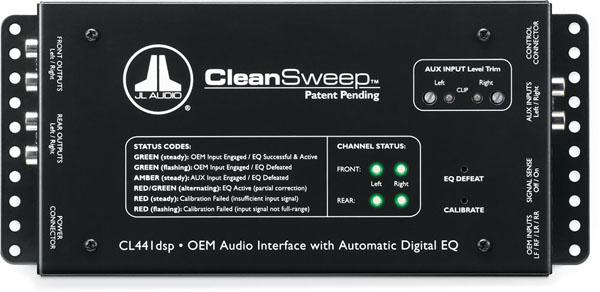 FRONT OUTPUTS
Left / Right
REAR OUTPUTS
Left / Right
POWER
CONNECTOR
JL AUDIO
®
CleanSweep™
Patent Pending
AUX INPUT Level Trim
Left CLIP Right
CONTROL
CONNECTOR
AUX INPUTS
Left / Right
SIGNAL SENSE
Off / On
OEM INPUTS
LF / RF / LR / RR
STATUS CODES:
GREEN (steady): OEM Input Engaged / EQ Successful & Active
GREEN (flashing): OEM Input Engaged / EQ Defeated
AMBER (steady): AUX Input Engaged / EQ Defeated
RED/GREEN (alternating): EQ Active (partial correction)
RED (steady): Calibration Failed (insufficient input signal)
RED (flashing): Calibration Failed (input signal not full-range)
CHANNEL STATUS:
FRONT:
Left Right
REAR:
EQ DEFEAT
CALIBRATE
CL441dsp • OEM Audio Interface with Automatic Digital EQ